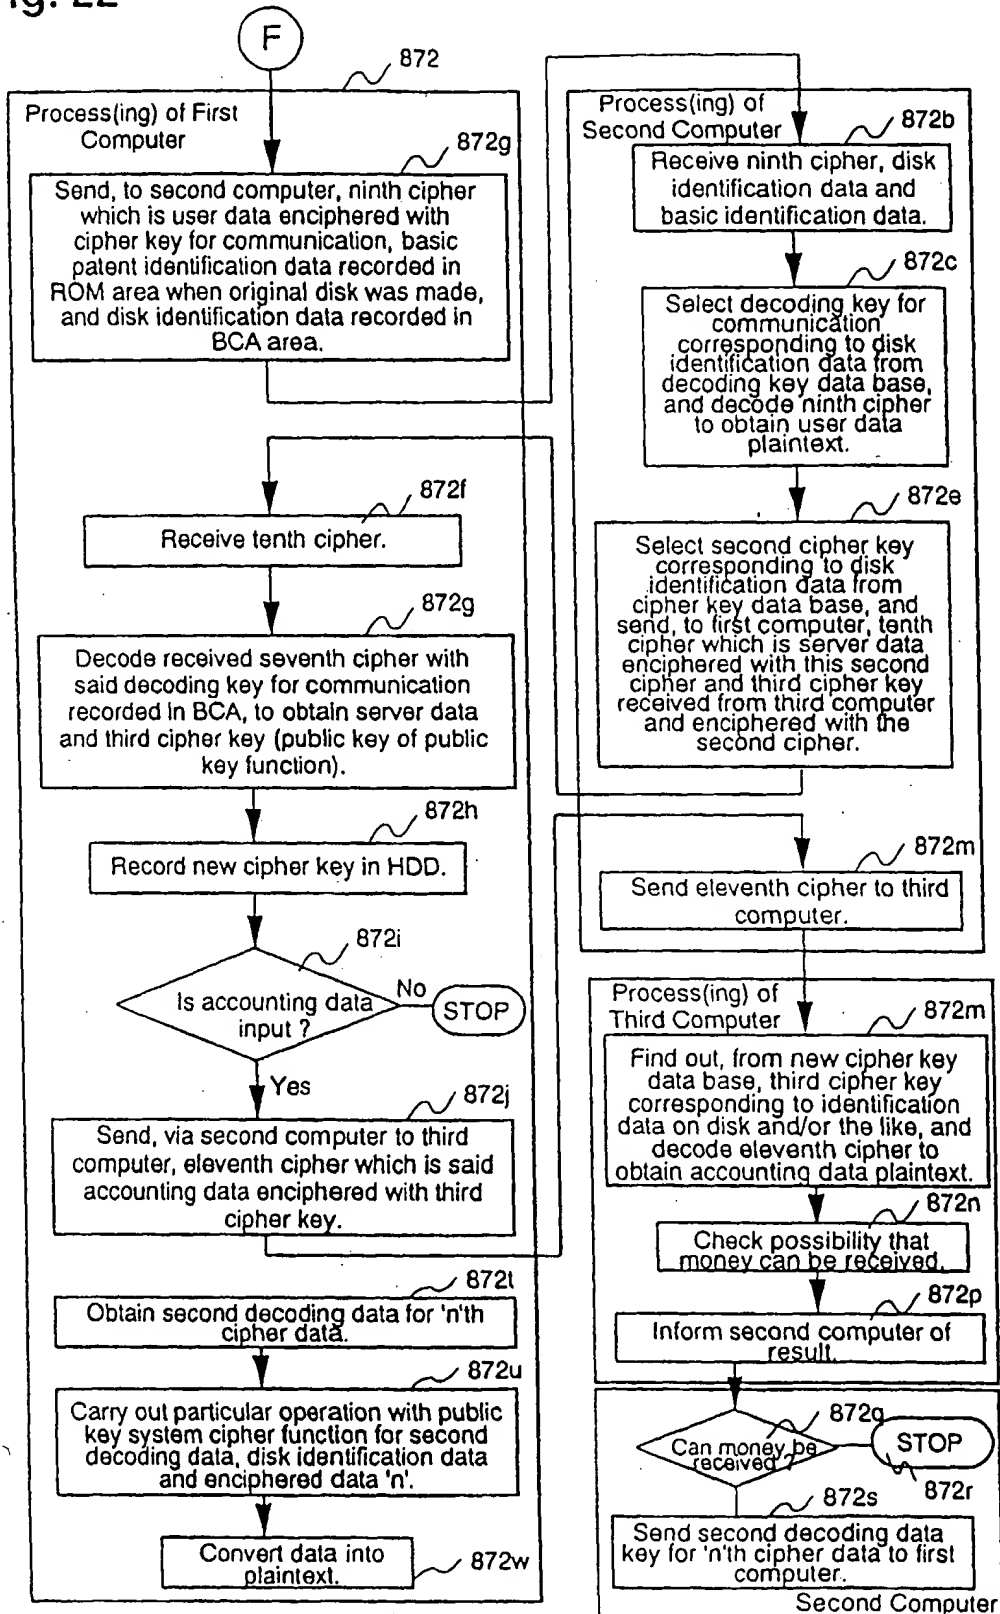 Fig. 22
F
872
Process(ing) of First
Computer
872g
Send, to second computer, ninth cipher
which is user data enciphered with
cipher key for communication, basic
patent identification data recorded in
ROM area when original disk was made,
and disk identification data recorded in
BCA area.
872f
Receive tenth cipher.
872g
Decode received seventh cipher with
said decoding key for communication
recorded in BCA, to obtain server data
and third cipher key (public key of public
key function).
872h
Record new cipher key in HDD.
872i
Is accounting data
input ?
No
STOP
Yes
872j
Send, via second computer to third
computer, eleventh cipher which is said
accounting data enciphered with third
cipher key.
872t
Obtain second decoding data for 'n'th
cipher data.
872u
Carry out particular operation with public
key system cipher function for second
decoding data, disk identification data
and enciphered data 'n'.
Convert data into
plaintext.
872w
Process(ing) of
Second Computer
872b
Receive ninth cipher, disk
identification data and
basic identification data.
872c
Select decoding key for
communication
corresponding to disk
identification data from
decoding key data base,
and decode ninth cipher
to obtain user data
plaintext.
872e
Select second cipher key
corresponding to disk
identification data from
cipher key data base, and
send, to first computer, tenth
cipher which is server data
enciphered with this second
cipher and third cipher key
received from third computer
and enciphered with the
second cipher.
872m
Send eleventh cipher to third
computer.
Process(ing) of
Third Computer
872m
Find out, from new cipher key
data base, third cipher key
corresponding to identification
data on disk and/or the like, and
decode eleventh cipher to
obtain accounting data plaintext.
872n
Check possibility that
money can be received.
872p
Inform second computer of
result.
872q
Can money be
received ?
STOP
872r
872s
Send second decoding data
key for 'n'th cipher data to first
computer.
Second Computer